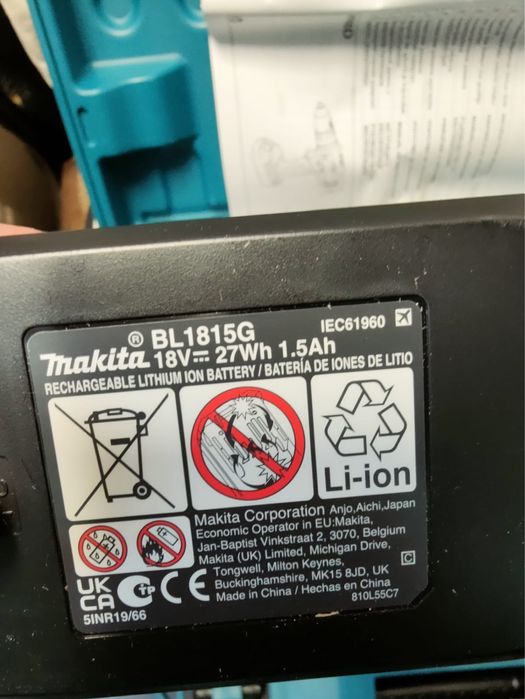 ® BL1815G
IEC61960
makita 18V⎓ 27Wh 1.5Ah
RECHARGEABLE LITHIUM ION BATTERY / BATERÍA DE IONES DE LITIO
Li-ion
Makita Corporation Anjo,Aichi,Japan
Economic Operator in EU:Makita,
Jan-Baptist Vinkstraat 2, 3070, Belgium
Makita (UK) Limited, Michigan Drive,
Tongwell, Milton Keynes,
Buckinghamshire, MK15 8JD, UK
Made in China / Hechas en China
C
810L55C7
UK
CA
CE
5INR19/66